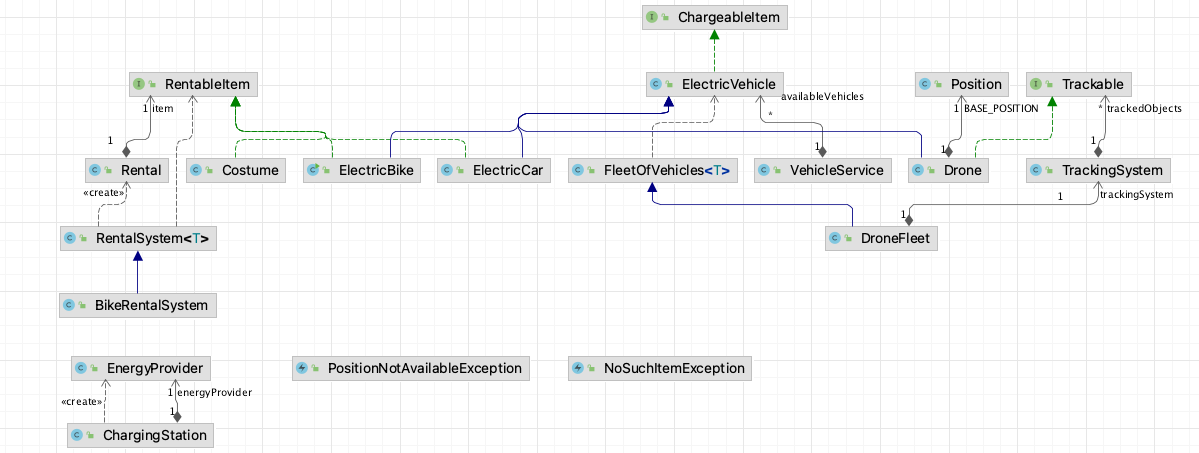 ChargeableItem
RentableItem
ElectricVehicle
Position
Trackable
availableVehicles
1 item
*
1 BASE_POSITION
* trackedObjects
1
1
1
1
Rental
Costume
ElectricBike
ElectricCar
FleetOfVehicles<T>
VehicleService
Drone
TrackingSystem
«create»
1
trackingSystem
1
RentalSystem<T>
DroneFleet
BikeRentalSystem
EnergyProvider
PositionNotAvailableException
NoSuchItemException
1 energyProvider
«create»
1
ChargingStation